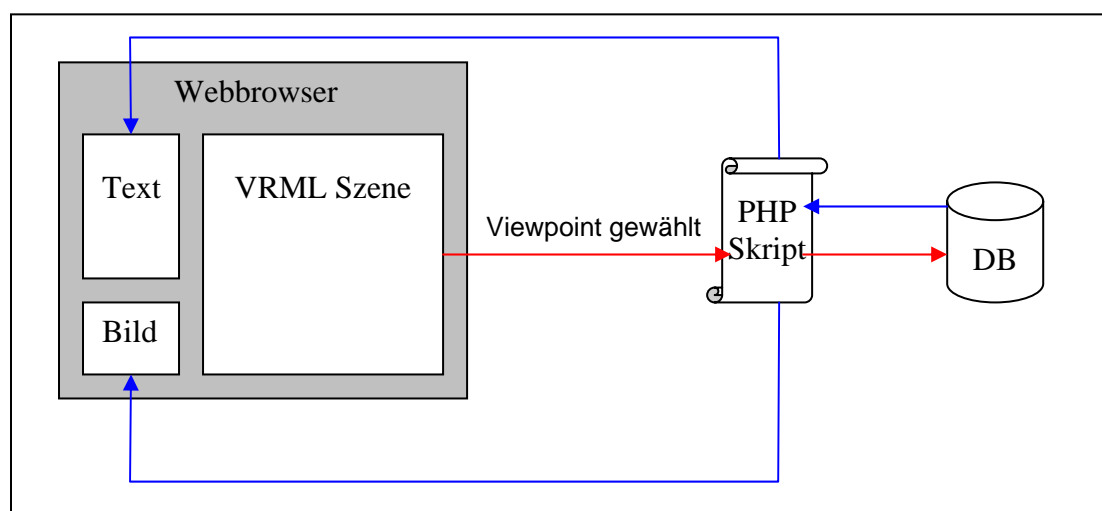 Webbrowser
Text
VRML Szene
Bild
Viewpoint gewählt
PHP
Skript
DB